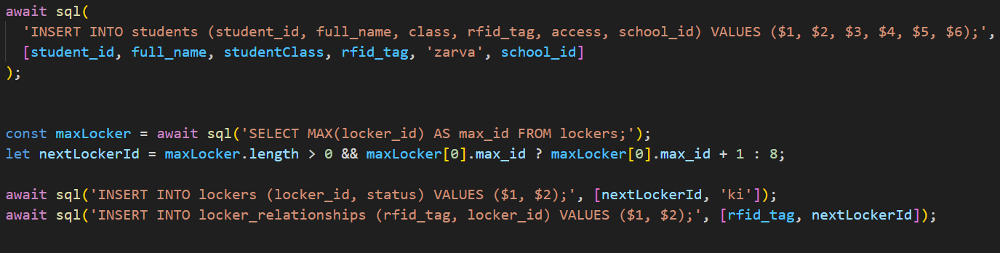 await sql(
'INSERT INTO students (student_id, full_name, class, rfid_tag, access, school_id) VALUES ($1, $2, $3, $4, $5, $6);',
[student_id, full_name, studentClass, rfid_tag, 'zarva', school_id]
);
const maxLocker = await sql('SELECT MAX(locker_id) AS max_id FROM lockers;');
let nextLockerId = maxLocker.length > 0 && maxLocker[0].max_id ? maxLocker[0].max_id + 1 : 8;
await sql('INSERT INTO lockers (locker_id, status) VALUES ($1, $2);', [nextLockerId, 'ki']);
await sql('INSERT INTO locker_relationships (rfid_tag, locker_id) VALUES ($1, $2);', [rfid_tag, nextLockerId]);